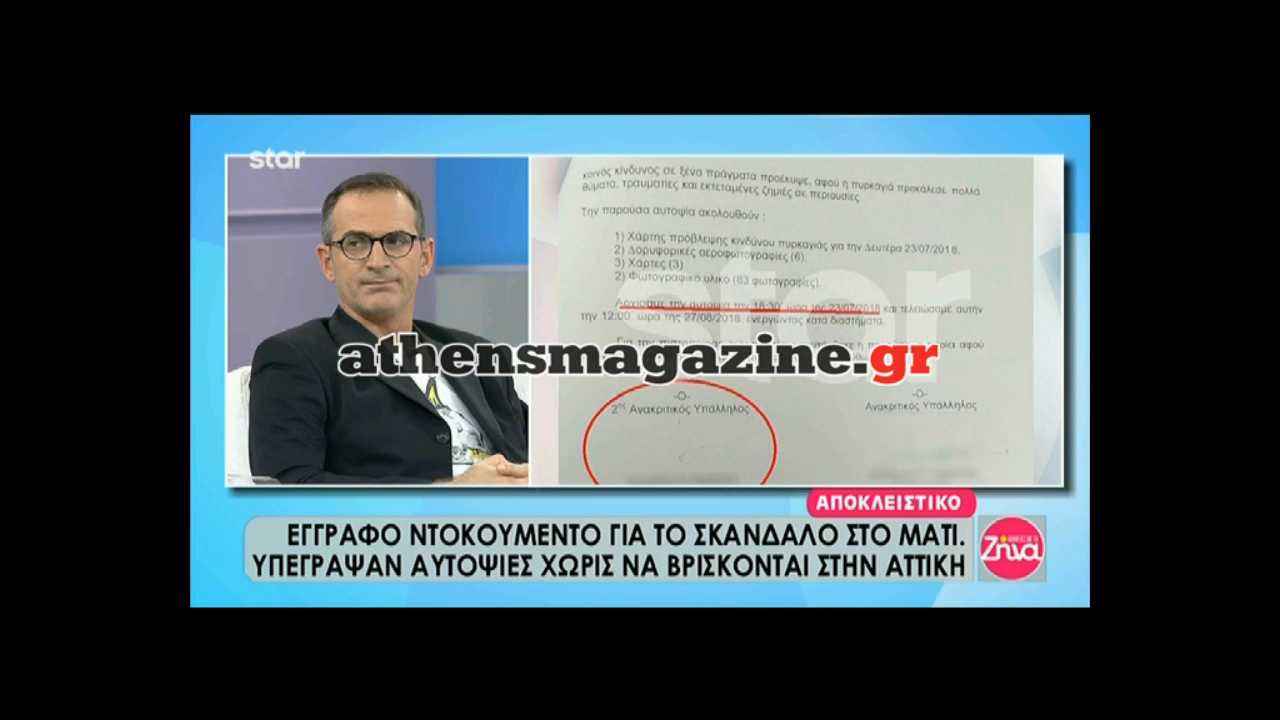 star
κοινός κίνδυνος σε ξένα πράγματα προέκυψε, αφού η πυρκαγιά προκάλεσε πολλά
θύματα, τραυματίες και εκτεταμένες ζημιές σε περιουσίες.
Την παρούσα αυτοψία ακολουθούν :
1) Χάρτης πρόβλεψης κινδύνου πυρκαγιάς για την Δευτέρα 23/07/2018.
2) Δορυφορικές αεροφωτογραφίες (6).
3) Χάρτες (3)
2) Φωτογραφικό υλικό (83 φωτογραφίες).
Αρχίσαμε την αυτοψία την 18:30 ώρα της 23/07/2018 και τελειώσαμε αυτήν
την 12:00 ώρα της 27/08/2018, ενεργώντας κατά διαστήματα.
star
athensmagazine.gr
-Ο-
2ος Ανακριτικός Υπάλληλος
-Ο-
Ανακριτικός Υπάλληλος
ΑΠΟΚΛΕΙΣΤΙΚΟ
ΕΓΓΡΑΦΟ ΝΤΟΚΟΥΜΕΝΤΟ ΓΙΑ ΤΟ ΣΚΑΝΔΑΛΟ ΣΤΟ ΜΑΤΙ.
ΥΠΕΓΡΑΨΑΝ ΑΥΤΟΨΙΕΣ ΧΩΡΙΣ ΝΑ ΒΡΙΣΚΟΝΤΑΙ ΣΤΗΝ ΑΤΤΙΚΗ
Ζήνα